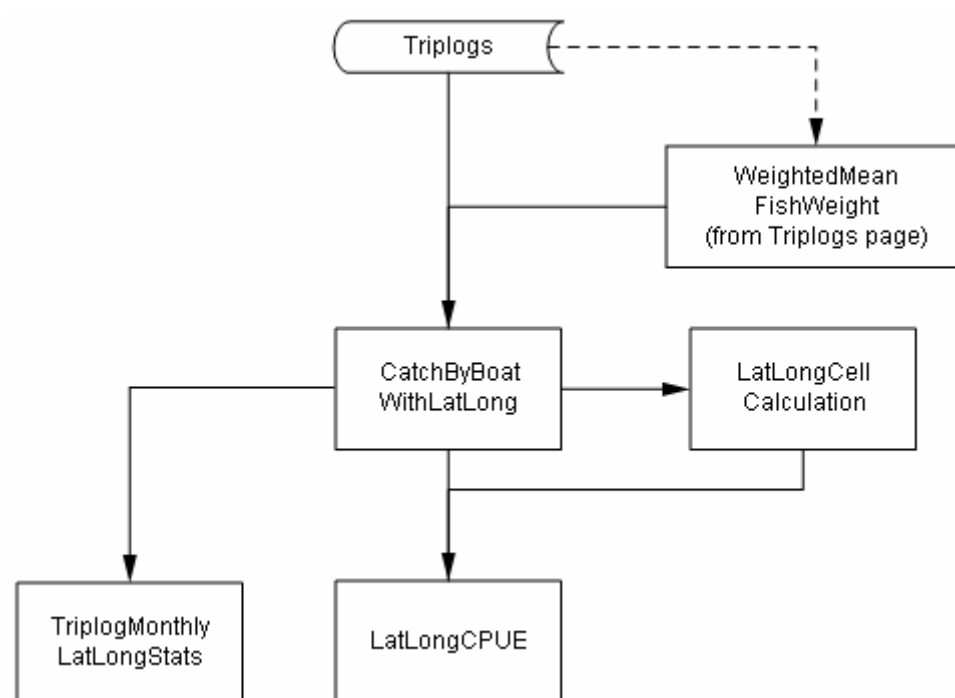 Triplogs
WeightedMean
FishWeight
(from Triplogs page)
CatchByBoat
WithLatLong
LatLongCell
Calculation
TriplogMonthly
LatLongStats
LatLongCPUE